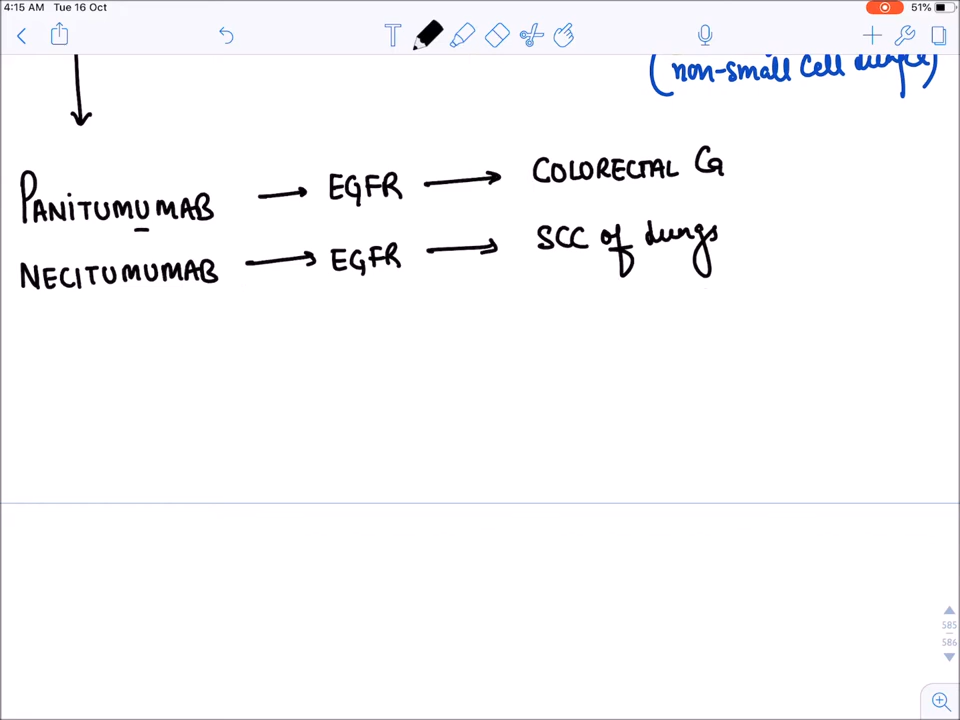 4:15 AM Tue 16 Oct 51%
T
(non-small cell lungs)
PANITUMUMAB → EGFR → COLORECTAL Ca
NECITUMUMAB → EGFR → SCC of lungs
585
586